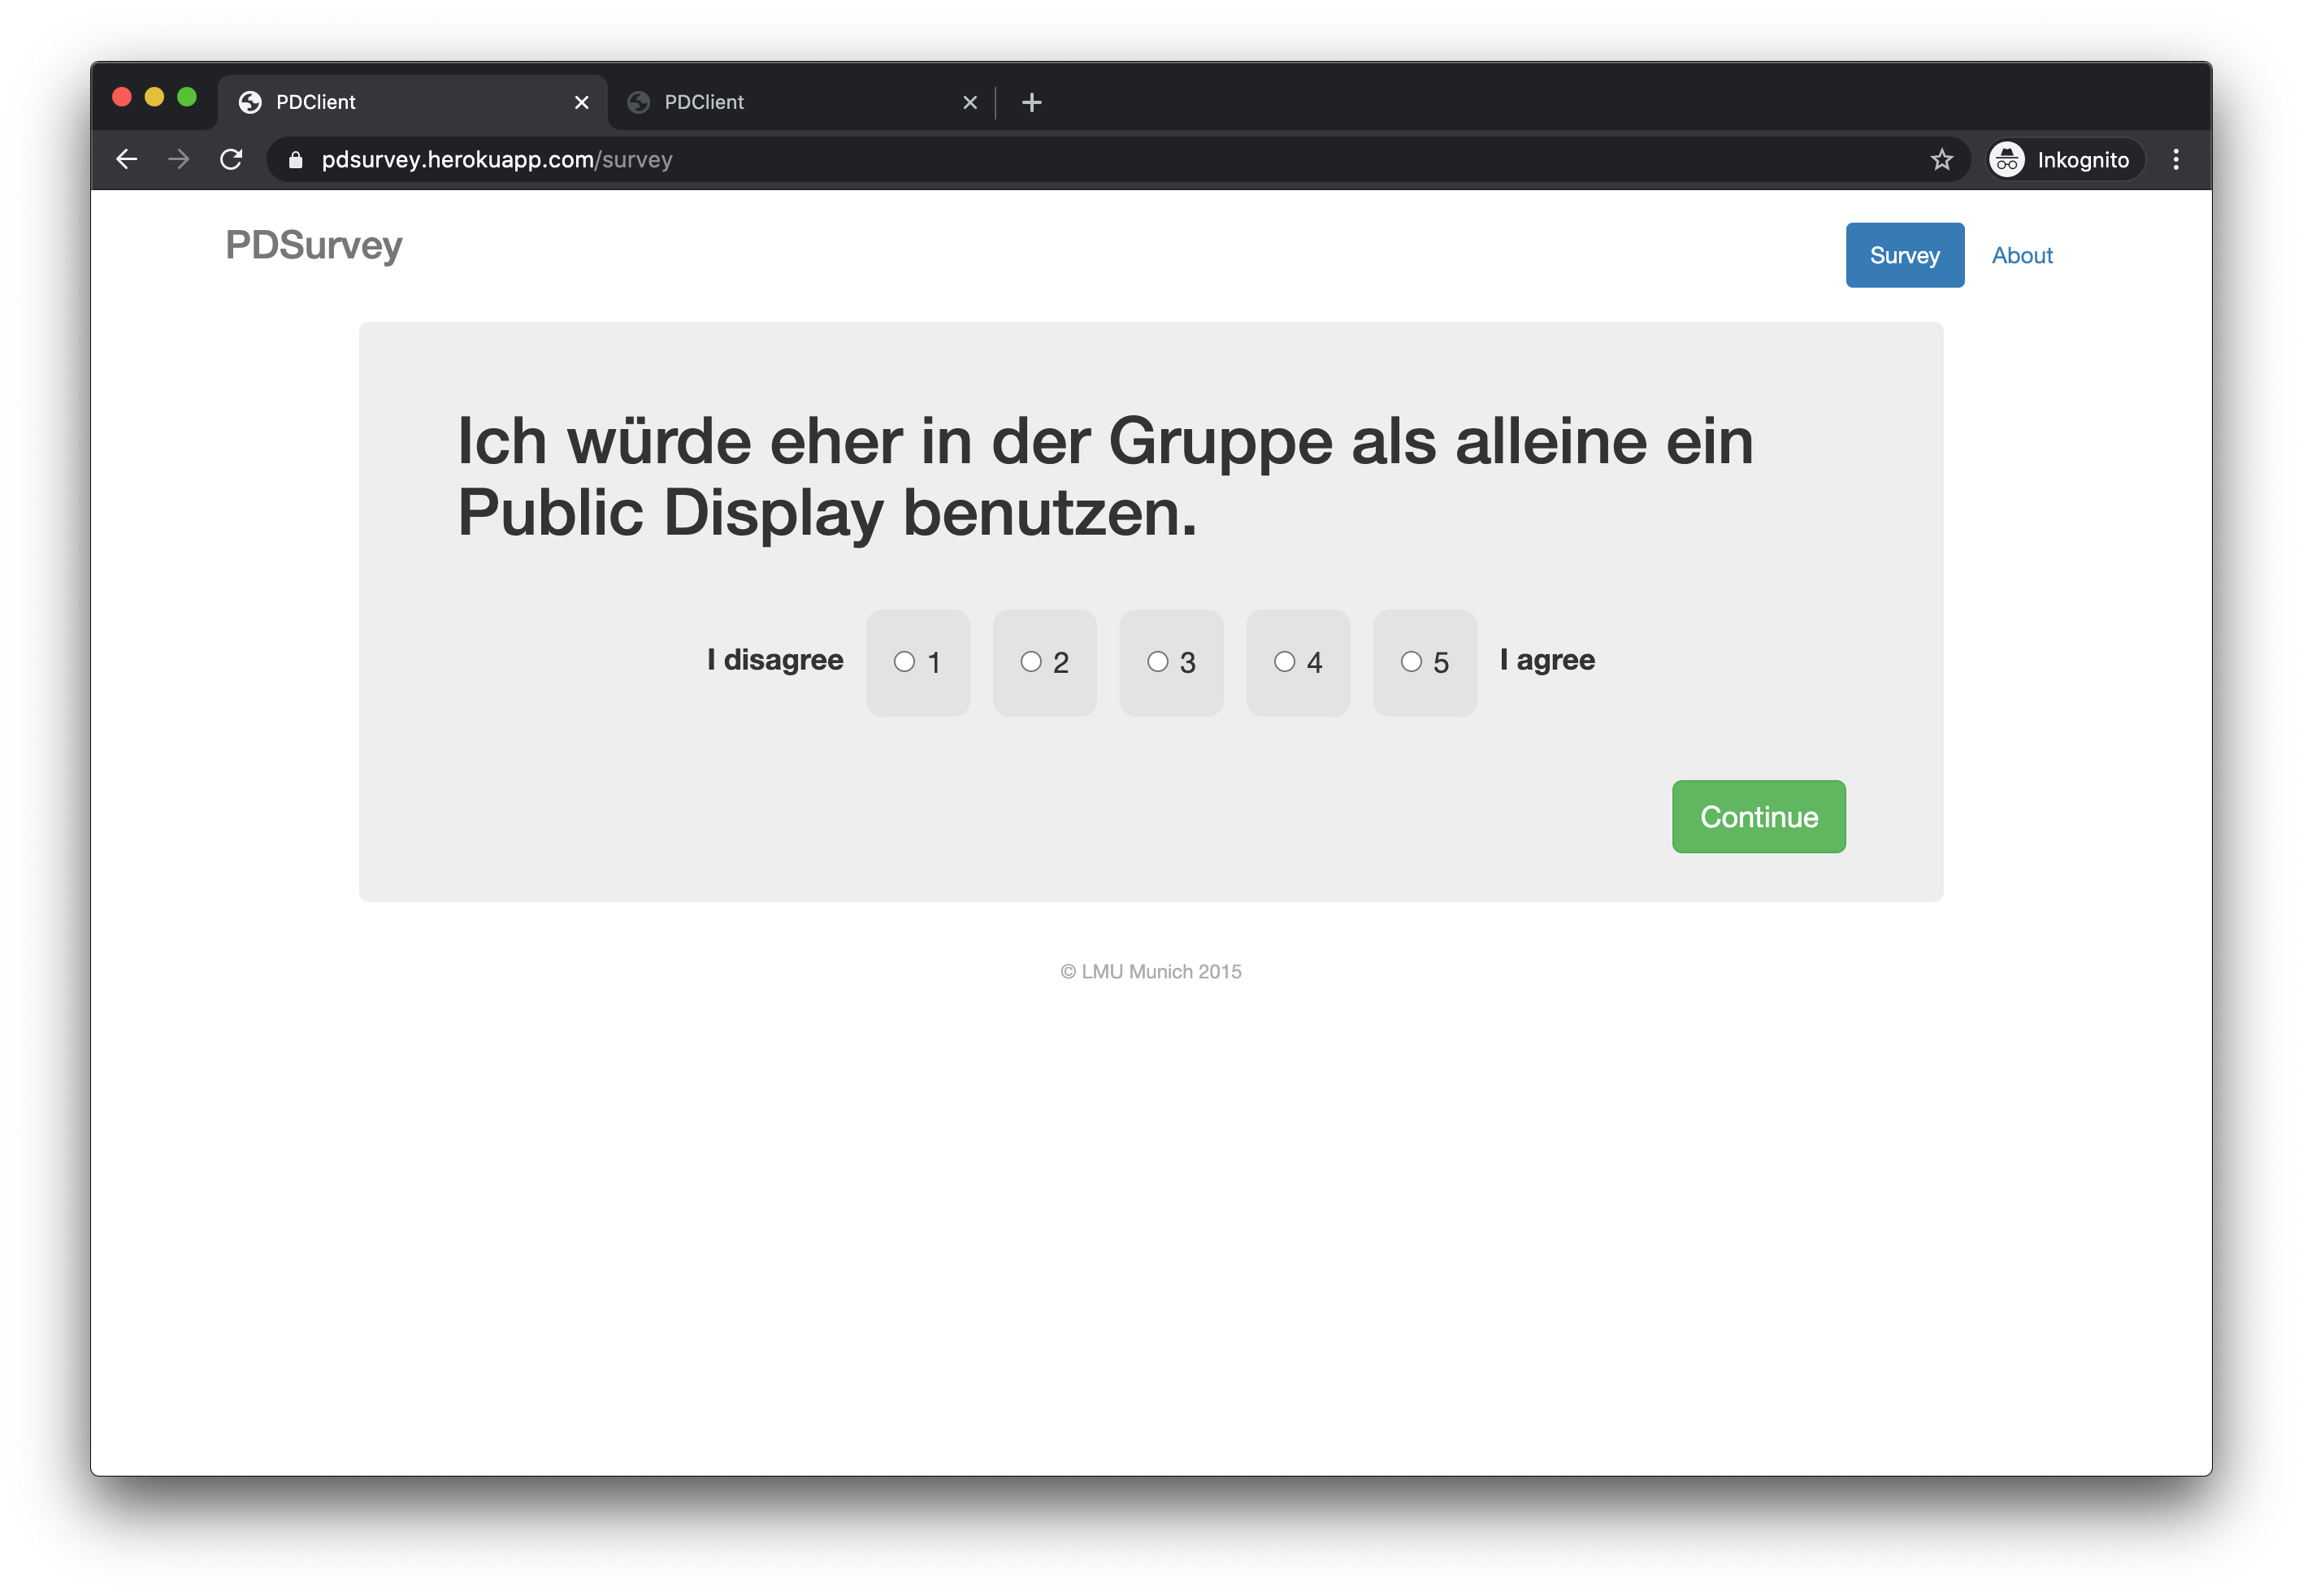 PDClient
PDClient
pdsurvey.herokuapp.com/survey
Inkognito
PDSurvey
Survey
About
Ich würde eher in der Gruppe als alleine ein
Public Display benutzen.
I disagree 1 2 3 4 5 I agree
Continue
© LMU Munich 2015